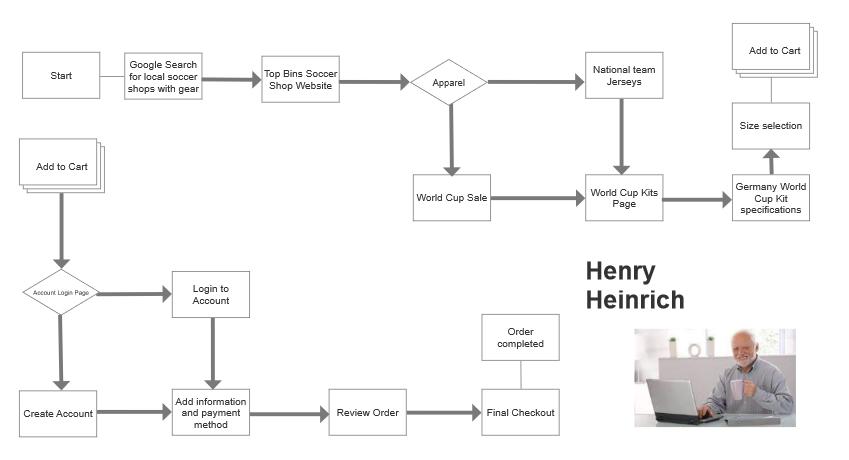 Start
Google Search
for local soccer
shops with gear
Top Bins Soccer
Shop Website
Apparel
National team
Jerseys
Add to Cart
Size selection
World Cup Sale
World Cup Kits
Page
Germany World
Cup Kit
specifications
Add to Cart
Account Login Page
Login to
Account
Create Account
Add information
and payment
method
Review Order
Final Checkout
Order
completed
Henry
Heinrich